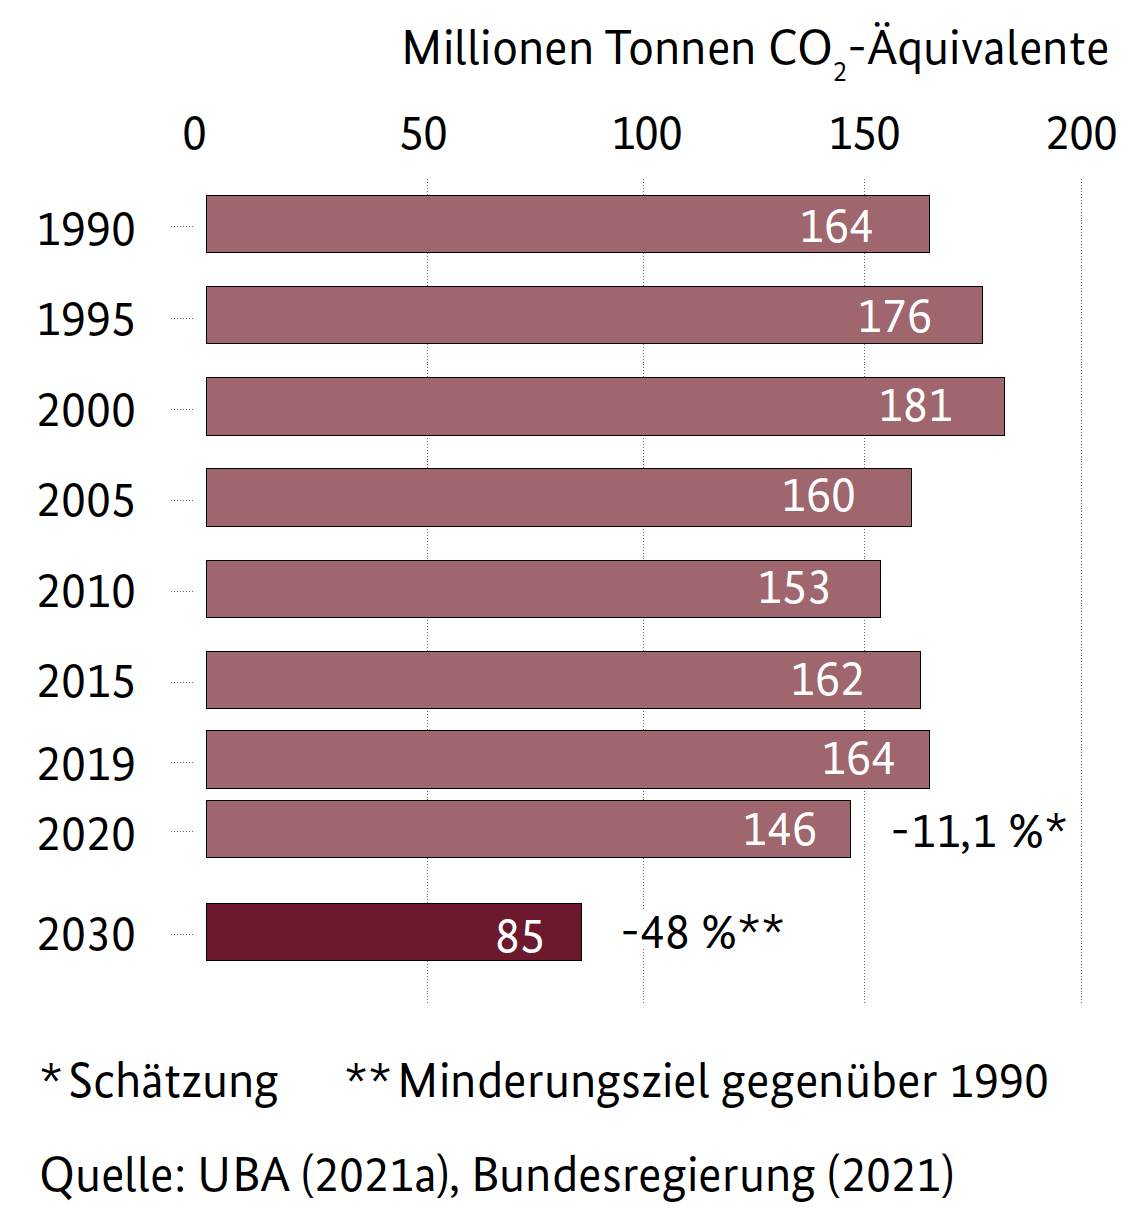 Millionen Tonnen CO₂-Äquivalente
0 50 100 150 200
1990 164
1995 176
2000 181
2005 160
2010 153
2015 162
2019 164
2020 146 -11,1 %*
2030 85 -48 %**
* Schätzung ** Minderungsziel gegenüber 1990
Quelle: UBA (2021a), Bundesregierung (2021)